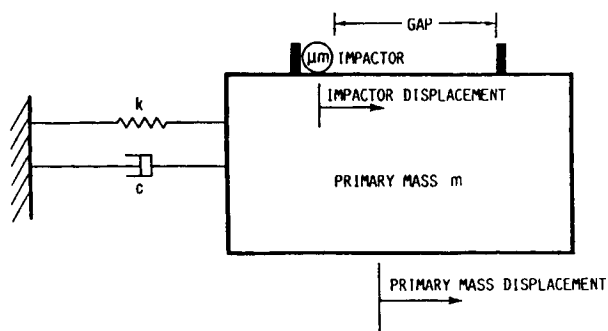 GAP
μm IMPACTOR
IMPACTOR DISPLACEMENT
k
c
PRIMARY MASS m
PRIMARY MASS DISPLACEMENT